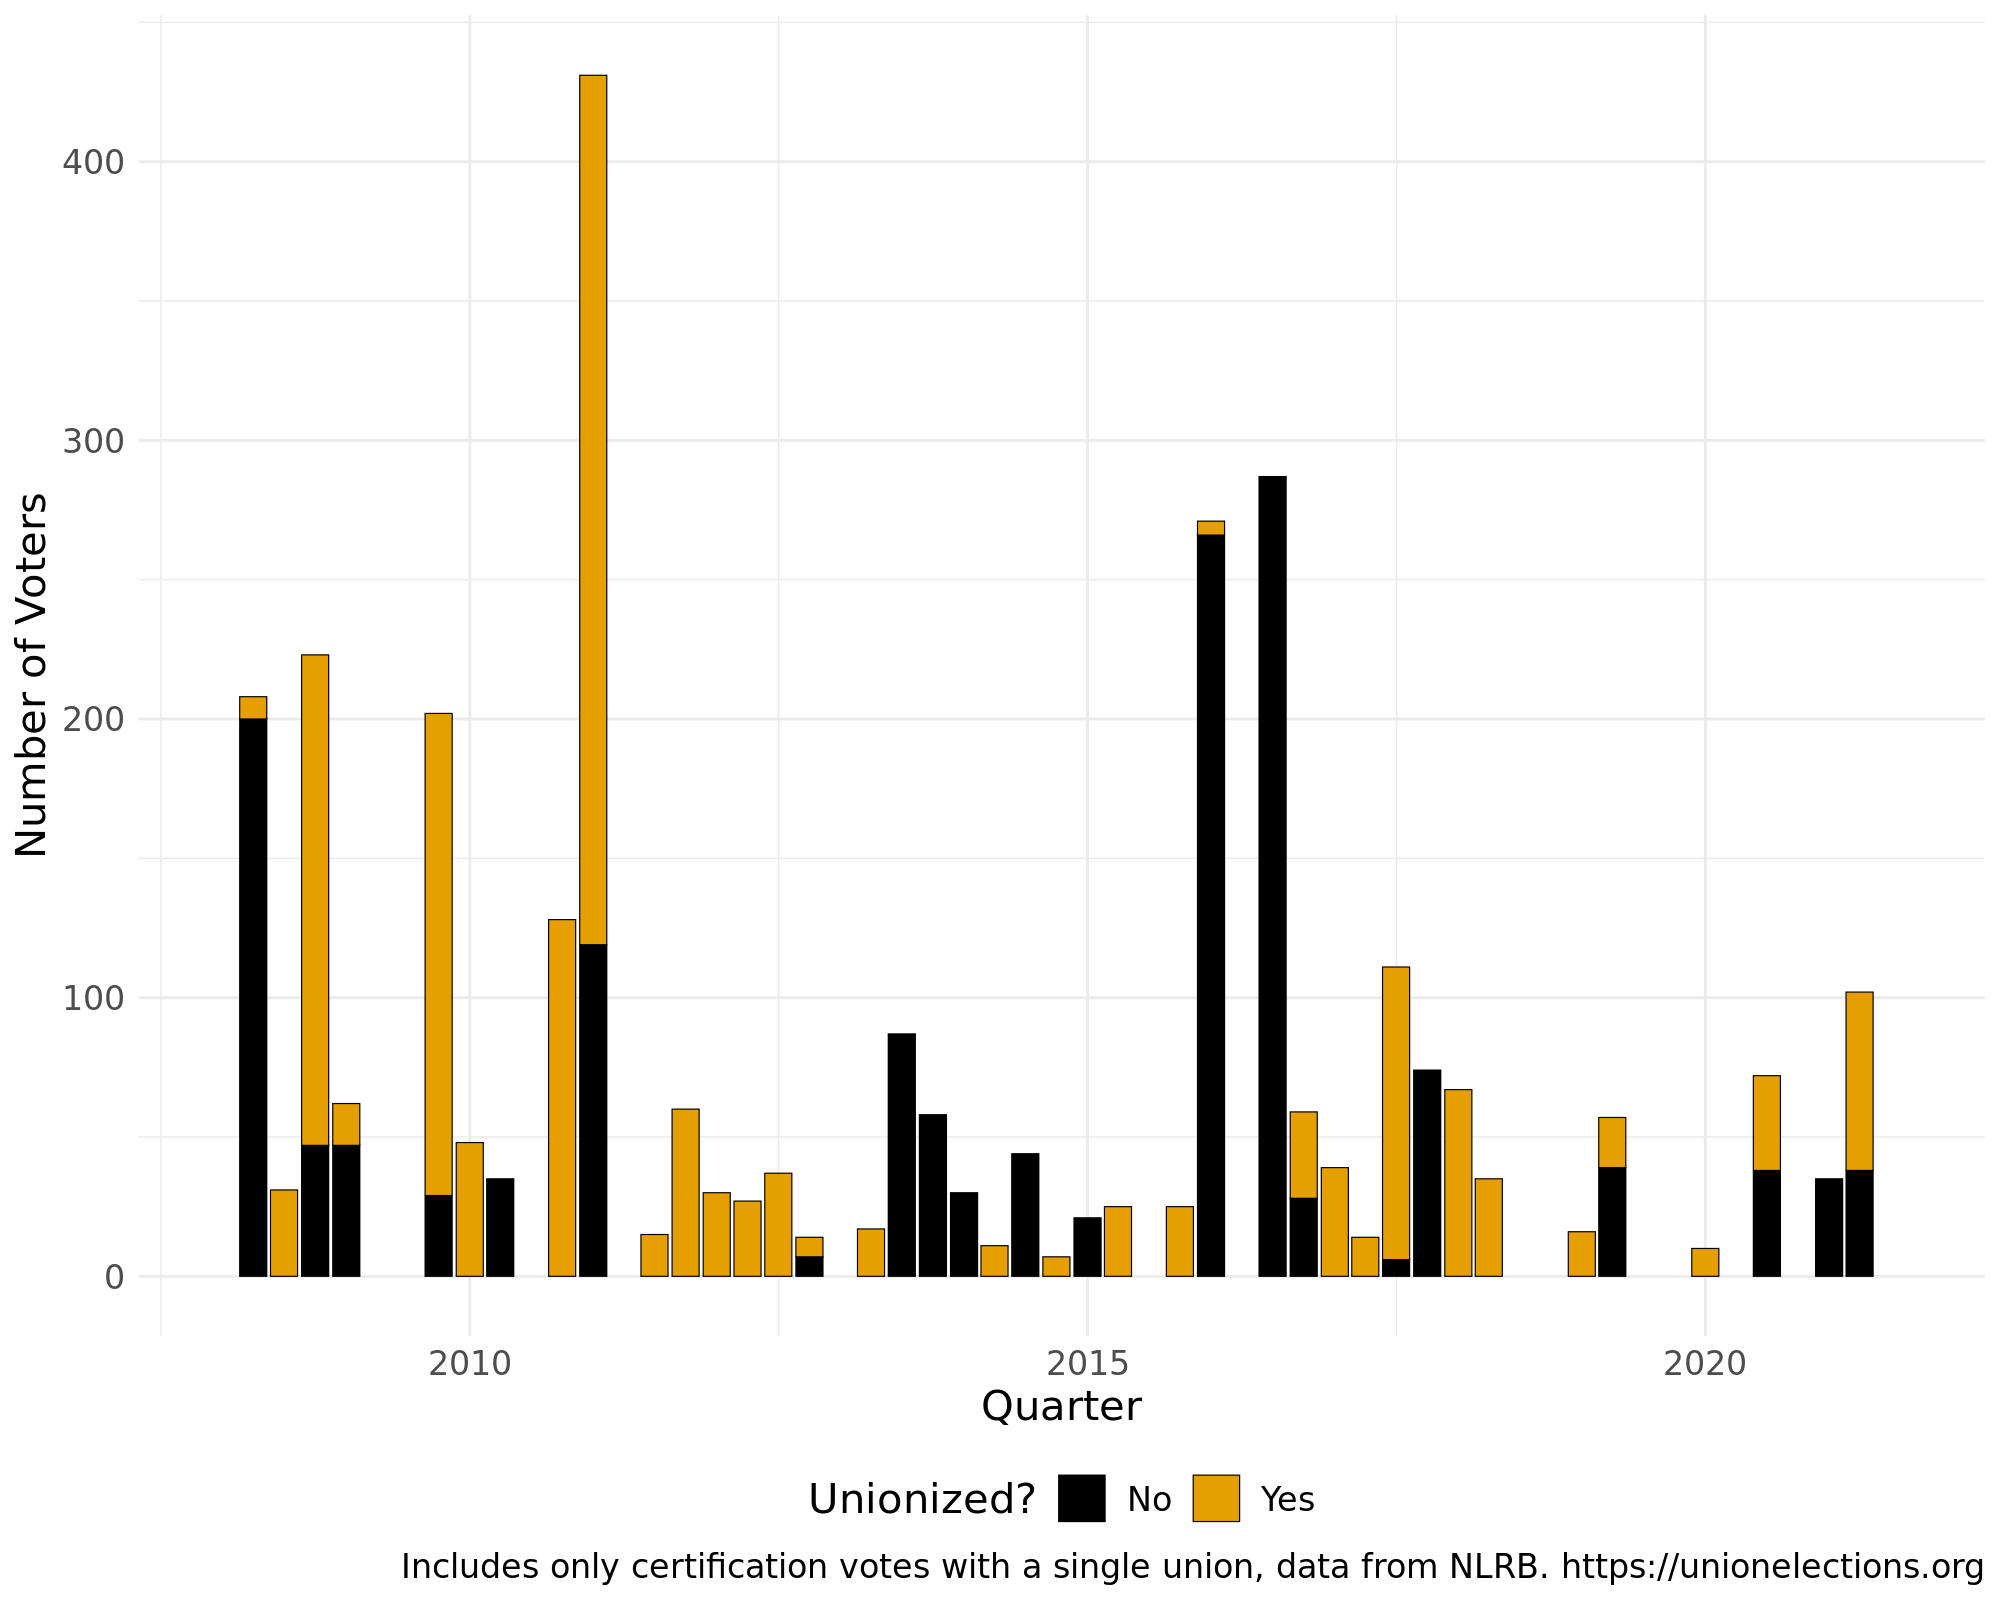 400
300
200
100
0
Number of Voters
2010 2015 2020
Quarter
Unionized? No Yes
Includes only certification votes with a single union, data from NLRB. https://unionelections.org